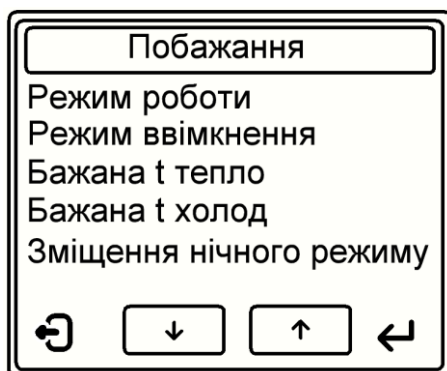 Побажання
Режим роботи
Режим ввімкнення
Бажана t тепло
Бажана t холод
Зміщення нічного режиму